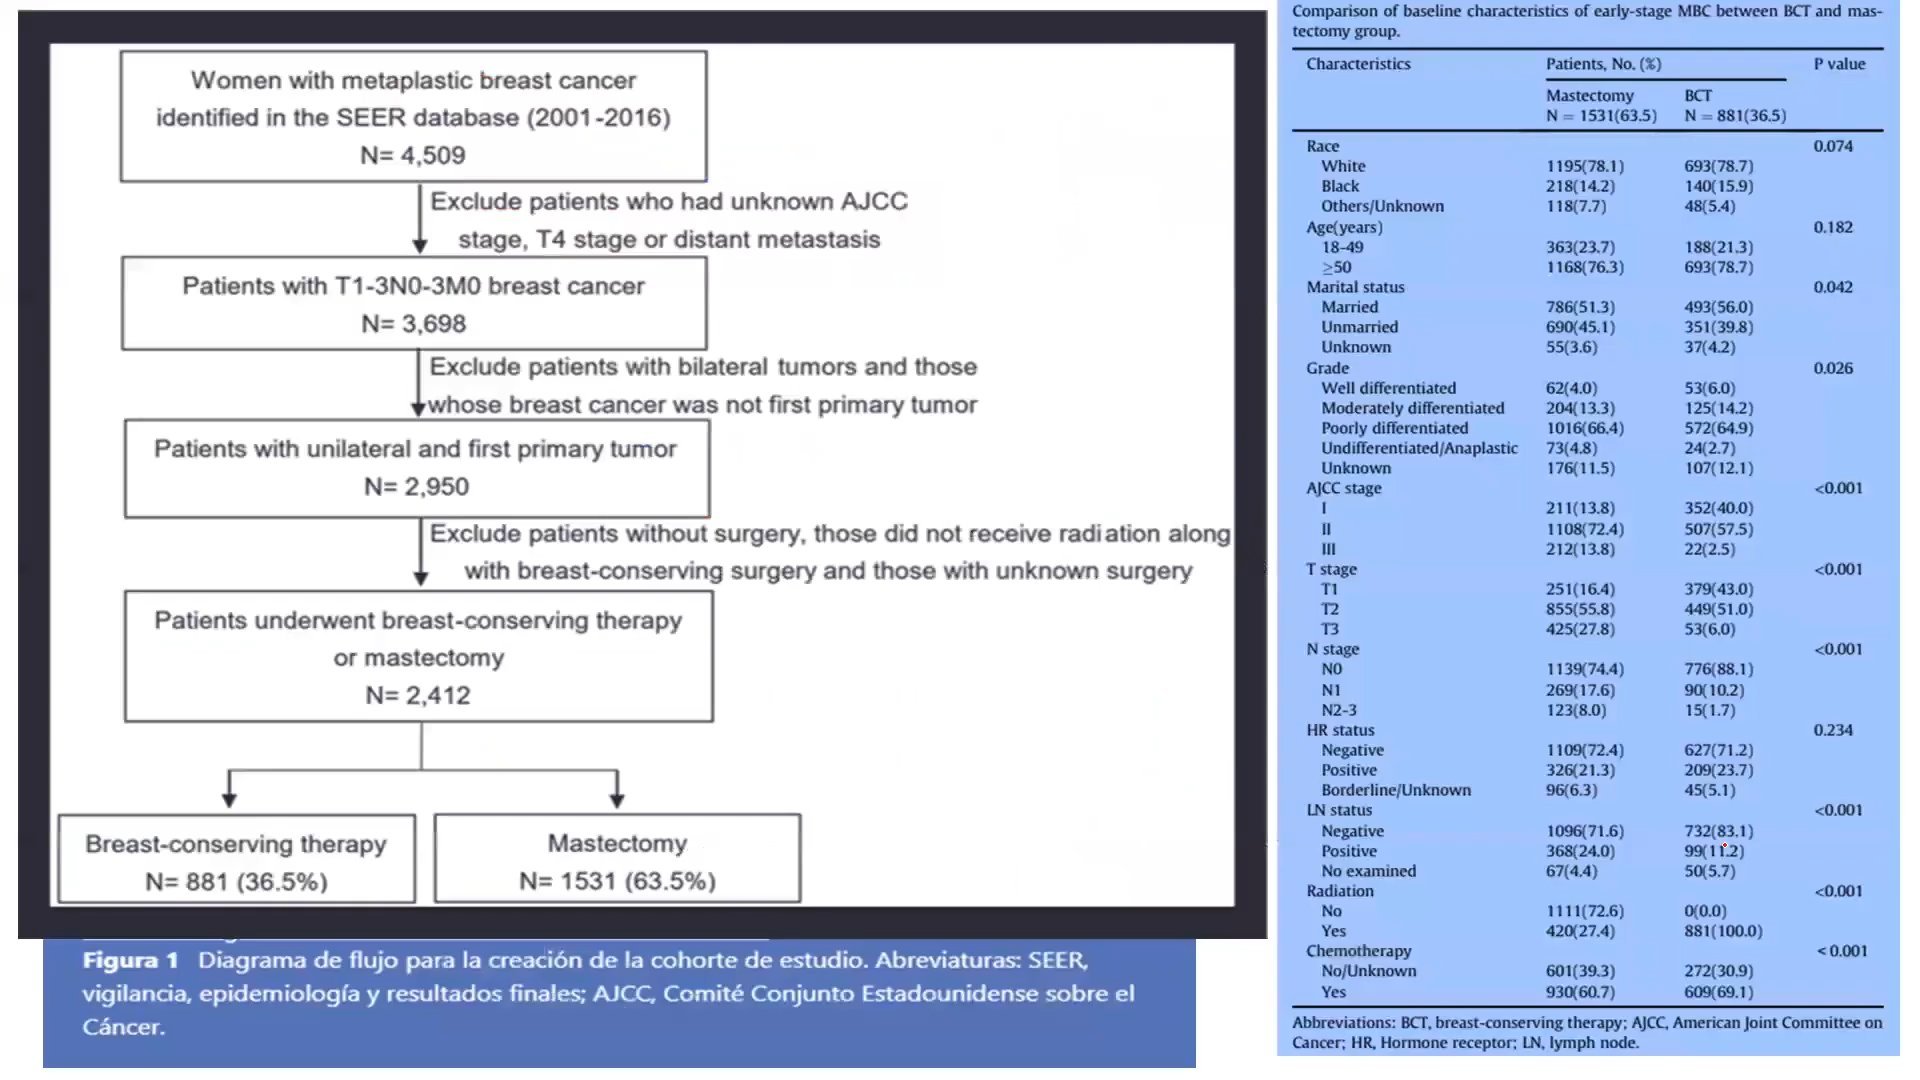 Women with metaplastic breast cancer
identified in the SEER database (2001-2016)
N= 4,509
Exclude patients who had unknown AJCC
stage, T4 stage or distant metastasis
Patients with T1-3N0-3M0 breast cancer
N= 3,698
Exclude patients with bilateral tumors and those
whose breast cancer was not first primary tumor
Patients with unilateral and first primary tumor
N= 2,950
Exclude patients without surgery, those did not receive radiation along
with breast-conserving surgery and those with unknown surgery
Patients underwent breast-conserving therapy
or mastectomy
N= 2,412
Breast-conserving therapy
N= 881 (36.5%)
Mastectomy
N= 1531 (63.5%)
Figura 1 Diagrama de flujo para la creación de la cohorte de estudio. Abreviaturas: SEER,
vigilancia, epidemiología y resultados finales; AJCC, Comité Conjunto Estadounidense sobre el
Cáncer.
Comparison of baseline characteristics of early-stage MBC between BCT and mas-
tectomy group.
Characteristics Patients, No. (%) P value
Mastectomy BCT
N = 1531(63.5) N = 881(36.5)
Race 0.074
White 1195(78.1) 693(78.7)
Black 218(14.2) 140(15.9)
Others/Unknown 118(7.7) 48(5.4)
Age(years) 0.182
18-49 363(23.7) 188(21.3)
≥50 1168(76.3) 693(78.7)
Marital status 0.042
Married 786(51.3) 493(56.0)
Unmarried 690(45.1) 351(39.8)
Unknown 55(3.6) 37(4.2)
Grade 0.026
Well differentiated 62(4.0) 53(6.0)
Moderately differentiated 204(13.3) 125(14.2)
Poorly differentiated 1016(66.4) 572(64.9)
Undifferentiated/Anaplastic 73(4.8) 24(2.7)
Unknown 176(11.5) 107(12.1)
AJCC stage <0.001
I 211(13.8) 352(40.0)
II 1108(72.4) 507(57.5)
III 212(13.8) 22(2.5)
T stage <0.001
T1 251(16.4) 379(43.0)
T2 855(55.8) 449(51.0)
T3 425(27.8) 53(6.0)
N stage <0.001
N0 1139(74.4) 776(88.1)
N1 269(17.6) 90(10.2)
N2-3 123(8.0) 15(1.7)
HR status 0.234
Negative 1109(72.4) 627(71.2)
Positive 326(21.3) 209(23.7)
Borderline/Unknown 96(6.3) 45(5.1)
LN status <0.001
Negative 1096(71.6) 732(83.1)
Positive 368(24.0) 99(11.2)
No examined 67(4.4) 50(5.7)
Radiation <0.001
No 1111(72.6) 0(0.0)
Yes 420(27.4) 881(100.0)
Chemotherapy <0.001
No/Unknown 601(39.3) 272(30.9)
Yes 930(60.7) 609(69.1)
Abbreviations: BCT, breast-conserving therapy; AJCC, American Joint Committee on
Cancer; HR, Hormone receptor; LN, lymph node.